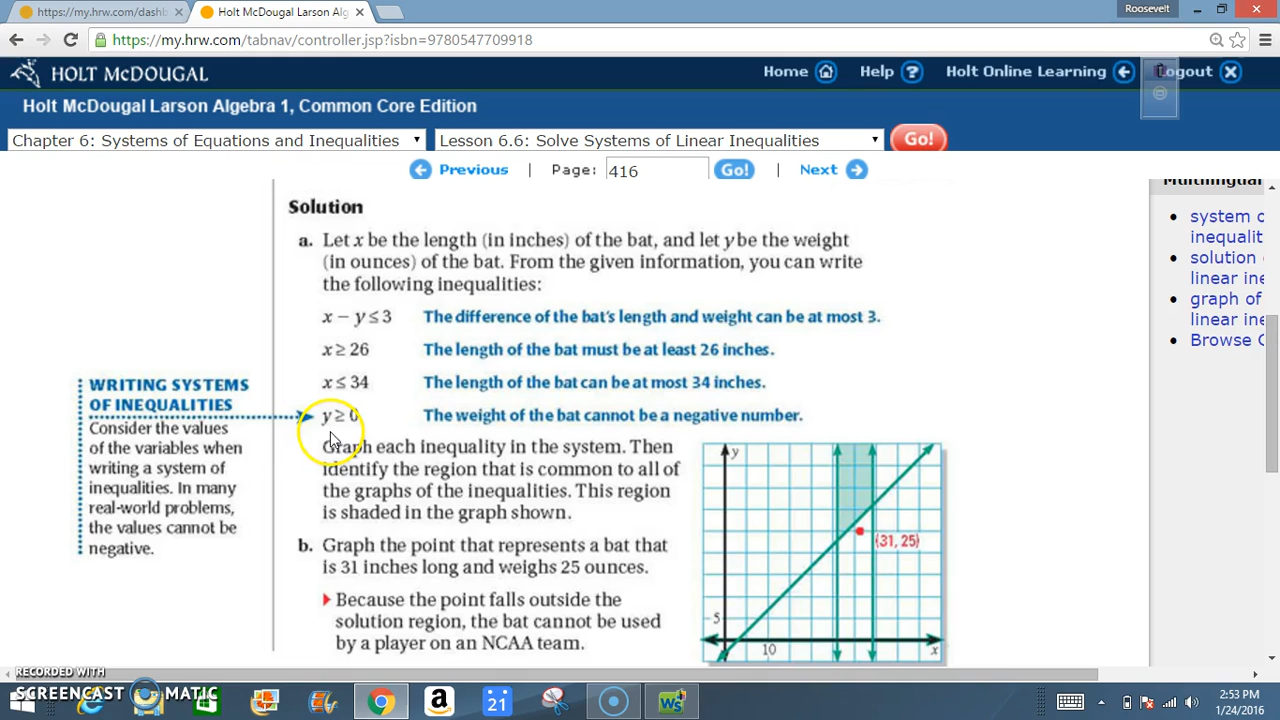 Roosevelt
https://my.hrw.com/dashb
Holt McDougal Larson Alg
https://my.hrw.com/tabnav/controller.jsp?isbn=9780547709918
HOLT MCDOUGAL
Home
Help
Holt Online Learning
Logout
Holt McDougal Larson Algebra 1, Common Core Edition
Chapter 6: Systems of Equations and Inequalities
Lesson 6.6: Solve Systems of Linear Inequalities
Go!
Previous | Page: 416 Go! | Next
Multilingual
system o
inequalit
solution
linear ine
graph of
linear ine
Browse
Solution
a. Let x be the length (in inches) of the bat, and let y be the weight
(in ounces) of the bat. From the given information, you can write
the following inequalities:
x − y ≤ 3 The difference of the bat's length and weight can be at most 3.
x ≥ 26 The length of the bat must be at least 26 inches.
x ≤ 34 The length of the bat can be at most 34 inches.
y ≥ 0 The weight of the bat cannot be a negative number.
WRITING SYSTEMS
OF INEQUALITIES
Consider the values
of the variables when
writing a system of
inequalities. In many
real-world problems,
the values cannot be
negative.
Graph each inequality in the system. Then
identify the region that is common to all of
the graphs of the inequalities. This region
is shaded in the graph shown.
b. Graph the point that represents a bat that
is 31 inches long and weighs 25 ounces.
Because the point falls outside the
solution region, the bat cannot be used
by a player on an NCAA team.
y
(31, 25)
5
10
x
RECORDED WITH
SCREENCAST MATIC
21
WS
2:53 PM
1/24/2016